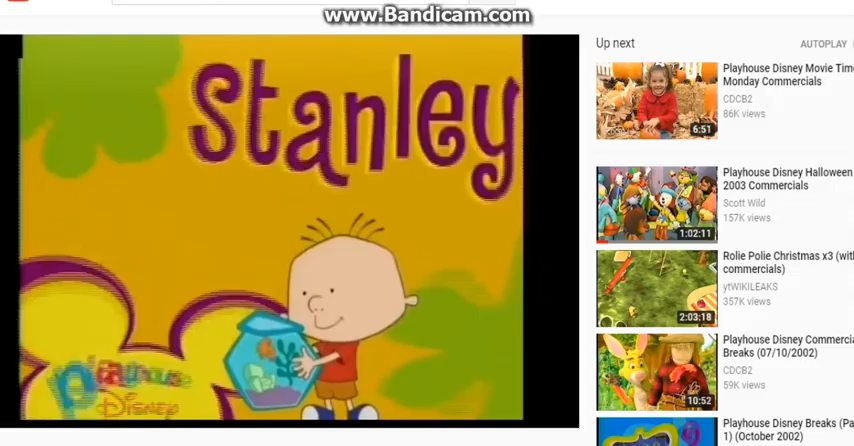 www.Bandicam.com
Stanley
Playhouse
Disney
Up next
AUTOPLAY
Playhouse Disney Movie Time
Monday Commercials
CDCB2
86K views
6:51
Playhouse Disney Halloween
2003 Commercials
Scott Wild
157K views
1:02:11
Rolie Polie Christmas x3 (with
commercials)
ytWIKILEAKS
357K views
2:03:18
Playhouse Disney Commercial
Breaks (07/10/2002)
CDCB2
59K views
10:52
Playhouse Disney Breaks (Pa
1) (October 2002)